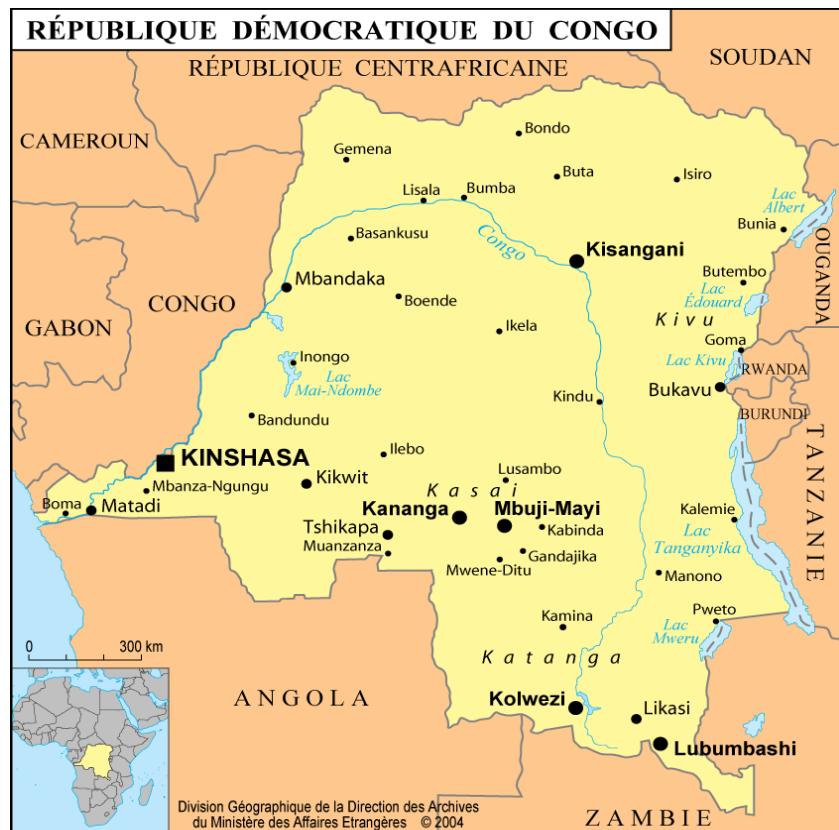 RÉPUBLIQUE DÉMOCRATIQUE DU CONGO
RÉPUBLIQUE CENTRAFRICAINE
SOUDAN
CAMEROUN
Bondo
Gemena
Buta
Isiro
Lisala
Bumba
Lac
Albert
Bunia
Basankusu
Congo
Kisangani
OUGANDA
Mbandaka
Butembo
CONGO
Boende
Lac
Édouard
GABON
Kivu
Ikela
Goma
Inongo
Lac Kivu
RWANDA
Lac
Mai-Ndombe
Bukavu
Kindu
BURUNDI
Bandundu
TANZANIE
KINSHASA
Ilebo
Kikwit
Lusambo
Mbanza-Ngungu
Kasai
Boma
Matadi
Kananga
Mbuji-Mayi
Kalemie
Tshikapa
Kabinda
Lac
Tanganyika
Muanzanza
Gandajika
Mwene-Ditu
Manono
Kamina
Pweto
Lac
Mweru
0 300 km
Katanga
ANGOLA
Kolwezi
Likasi
Lubumbashi
Division Géographique de la Direction des Archives
du Ministère des Affaires Etrangères © 2004
ZAMBIE